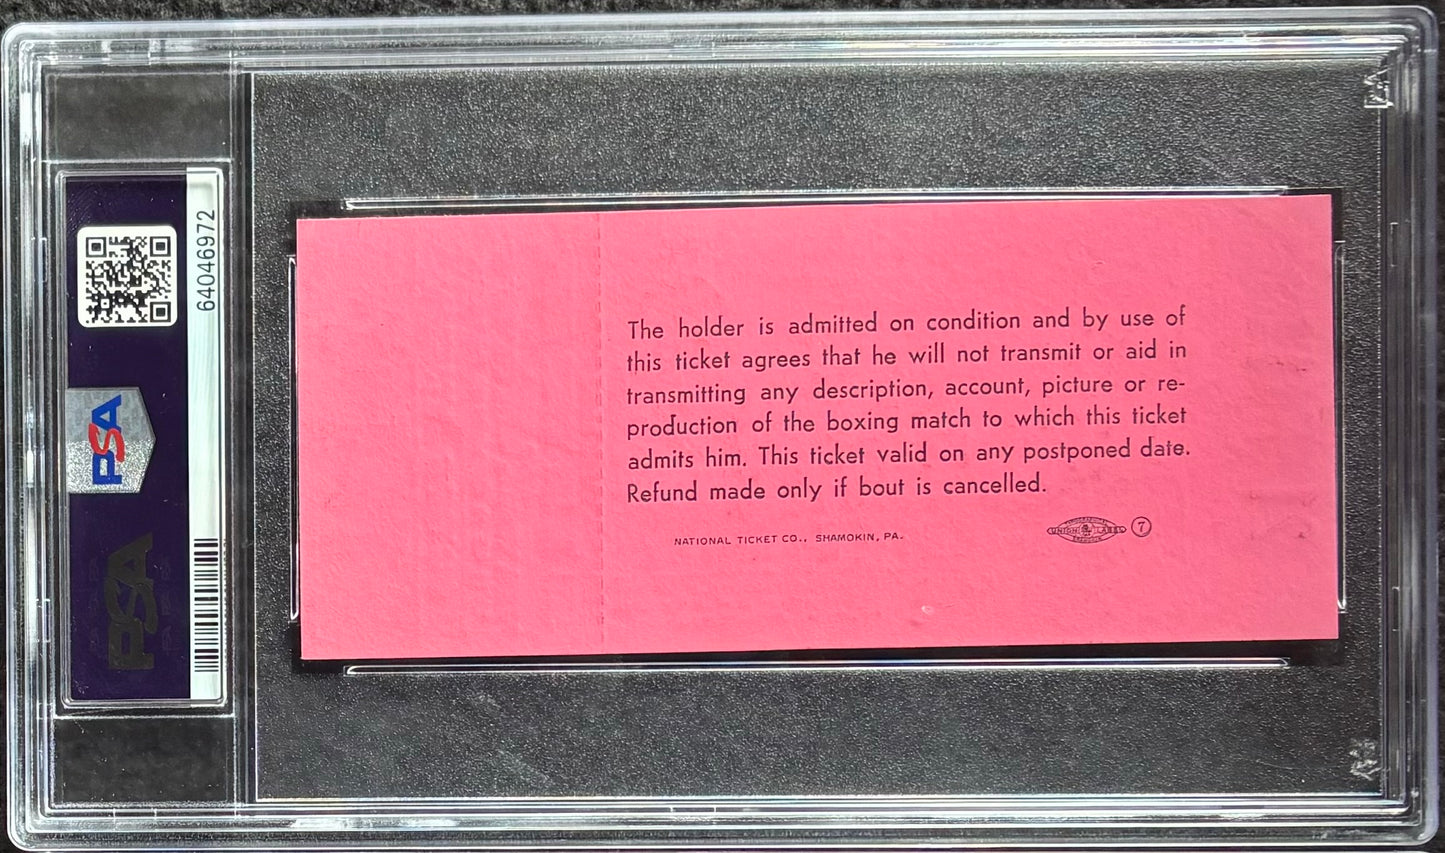 64046972
PSA
PSA
The holder is admitted on condition and by use of
this ticket agrees that he will not transmit or aid in
transmitting any description, account, picture or re-
production of the boxing match to which this ticket
admits him. This ticket valid on any postponed date.
Refund made only if bout is cancelled.
NATIONAL TICKET CO., SHAMOKIN, PA.
UNION LABEL
7